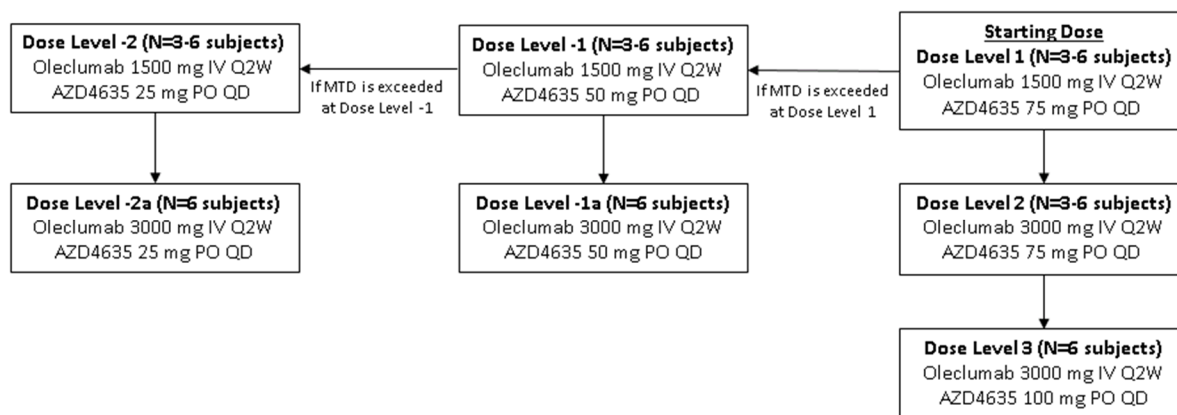 Dose Level -2 (N=3-6 subjects)
Oleclumab 1500 mg IV Q2W
AZD4635 25 mg PO QD
If MTD is exceeded
at Dose Level -1
Dose Level -1 (N=3-6 subjects)
Oleclumab 1500 mg IV Q2W
AZD4635 50 mg PO QD
If MTD is exceeded
at Dose Level 1
Starting Dose
Dose Level 1 (N=3-6 subjects)
Oleclumab 1500 mg IV Q2W
AZD4635 75 mg PO QD
Dose Level -2a (N=6 subjects)
Oleclumab 3000 mg IV Q2W
AZD4635 25 mg PO QD
Dose Level -1a (N=6 subjects)
Oleclumab 3000 mg IV Q2W
AZD4635 50 mg PO QD
Dose Level 2 (N=3-6 subjects)
Oleclumab 3000 mg IV Q2W
AZD4635 75 mg PO QD
Dose Level 3 (N=6 subjects)
Oleclumab 3000 mg IV Q2W
AZD4635 100 mg PO QD